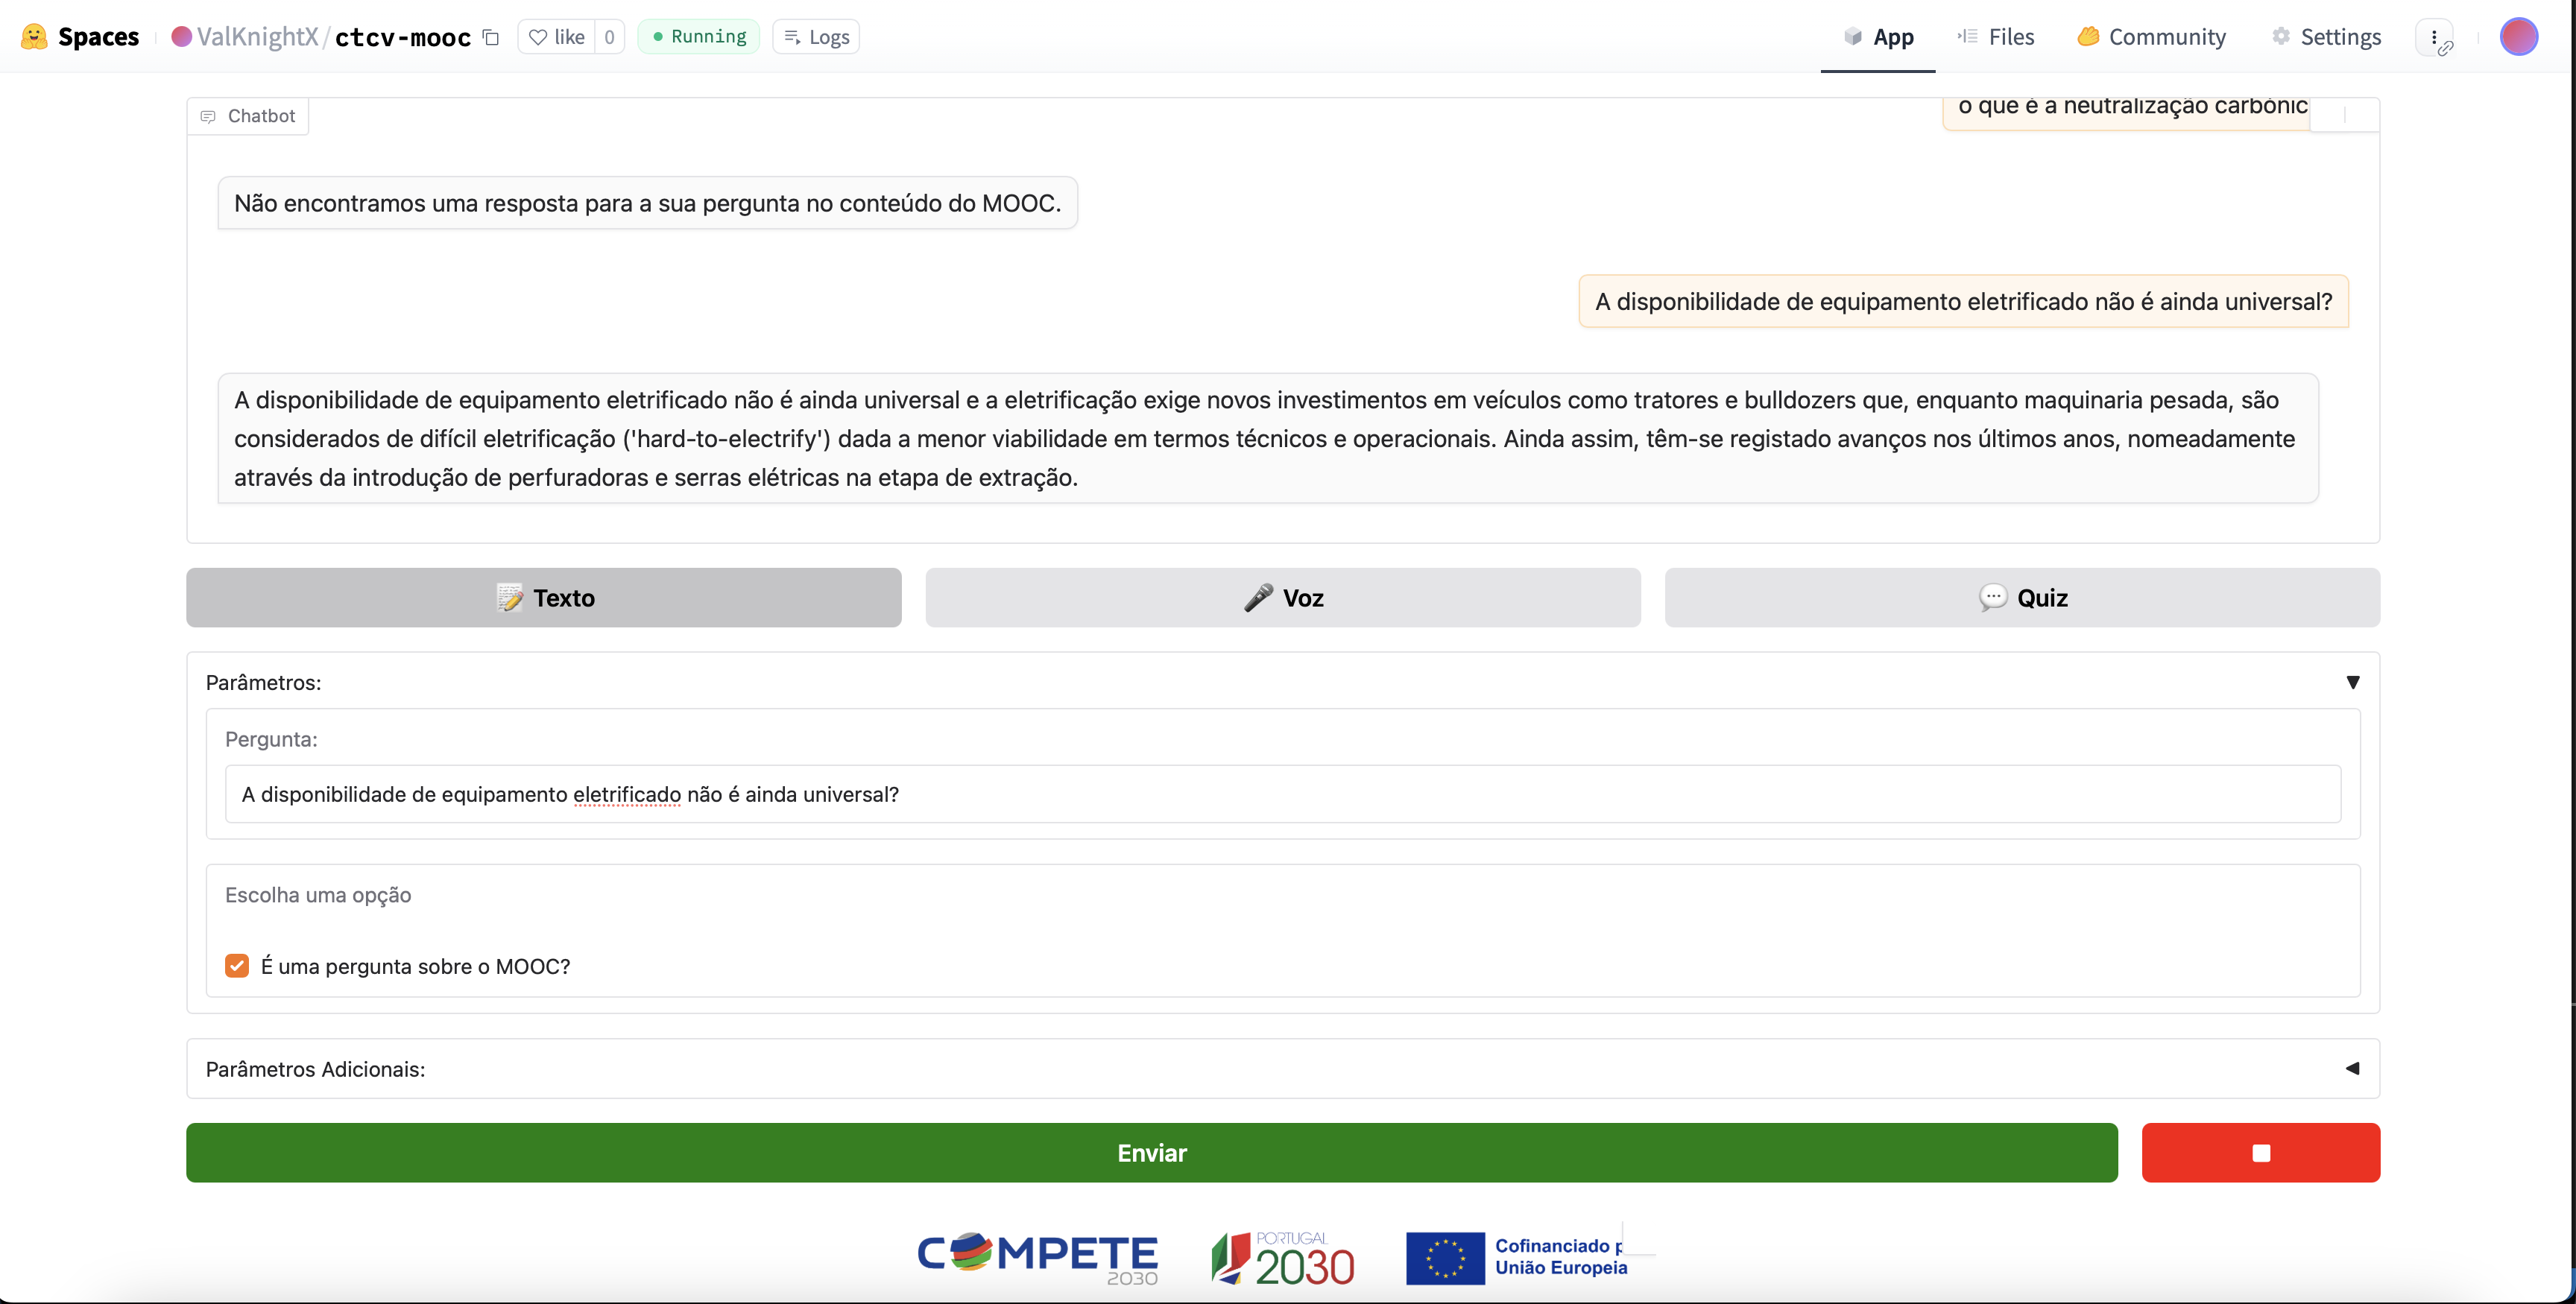 Spaces
ValKnightX/ctcv-mooc
like 0
Running
Logs
App
Files
Community
Settings
Chatbot
o que é a neutralização
Não encontramos uma resposta para a sua pergunta no conteúdo do MOOC.
A disponibilidade de equipamento eletrificado não é ainda universal?
A disponibilidade de equipamento eletrificado não é ainda universal e a eletrificação exige novos investimentos em veículos como tratores e bulldozers que, enquanto maquinaria pesada, são
considerados de difícil eletrificação ('hard-to-electrify') dada a menor viabilidade em termos técnicos e operacionais. Ainda assim, têm-se registado avanços nos últimos anos, nomeadamente
através da introdução de perfuradoras e serras elétricas na etapa de extração.
Texto
Voz
Quiz
Parâmetros:
Pergunta:
A disponibilidade de equipamento eletrificado não é ainda universal?
Escolha uma opção
É uma pergunta sobre o MOOC?
Parâmetros Adicionais:
Enviar
COMPETE
2030
PORTUGAL
2030
Cofinanciado
União Europeia